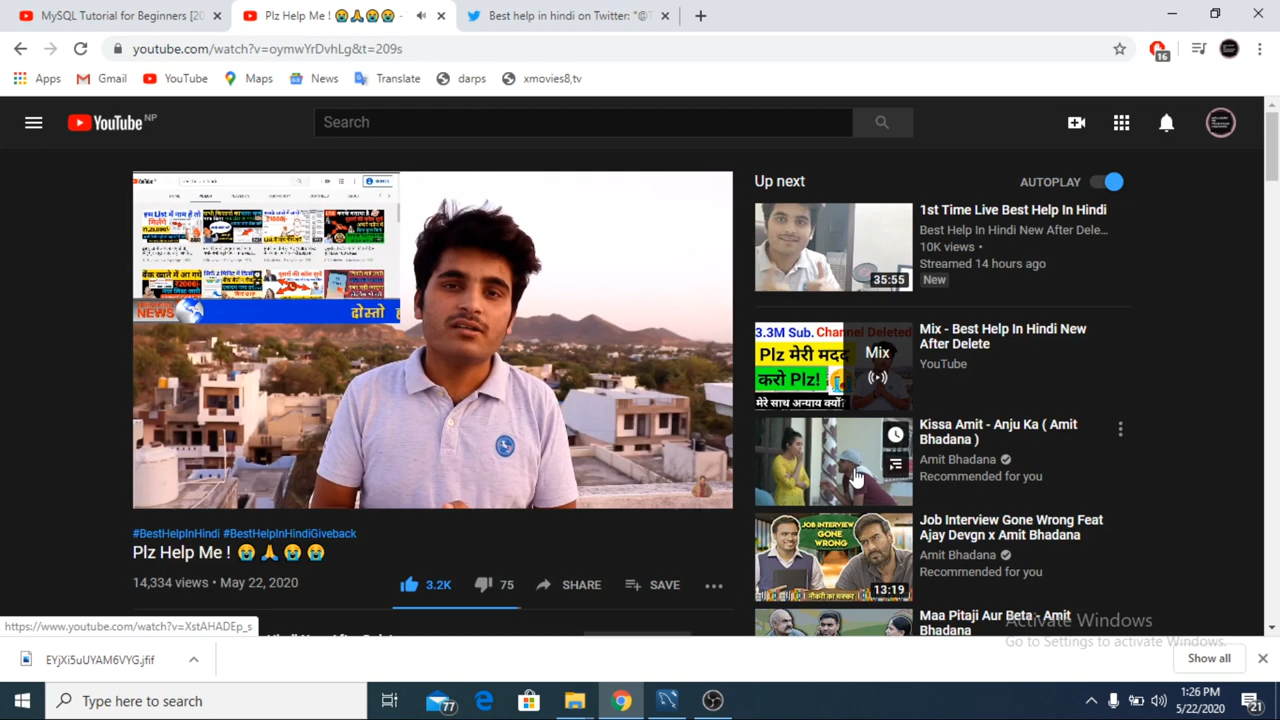 MySQL Tutorial for Beginners [20
Plz Help Me ! 😭🙏😭😭 -
Best help in hindi on Twitter: "@T
youtube.com/watch?v=oymwYrDvhLg&t=209s
16
Apps
Gmail
YouTube
Maps
News
Translate
darps
xmovies8,tv
YouTube NP
Search
Up next
AUTOPLAY
1st Time Live Best Help In Hindi
Best Help In Hindi New After Dele...
10K views •
Streamed 14 hours ago
New
35:55
NEWS
दोस्तो
3.3M Sub. Channel Deleted
Plz मेरी मदद
करो Plz!
मेरे साथ अन्याय क्यों?
Mix
Mix - Best Help In Hindi New
After Delete
YouTube
Kissa Amit - Anju Ka ( Amit
Bhadana )
Amit Bhadana
Recommended for you
JOB INTERVIEW
GONE
WRONG
नौकरी का चक्कर
13:19
Job Interview Gone Wrong Feat
Ajay Devgn x Amit Bhadana
Amit Bhadana
Recommended for you
Maa Pitaji Aur Beta - Amit
Bhadana
#BestHelpInHindi #BestHelpInHindiGiveback
Plz Help Me ! 😭🙏😭😭
14,334 views • May 22, 2020
3.2K
75
SHARE
SAVE
https://www.youtube.com/watch?v=XstAHADEp_s
Activate Windows
Go to Settings to activate Windows.
EYjXi5uUYAM6VYG.jfif
Show all
Type here to search
77
1:26 PM
5/22/2020
21